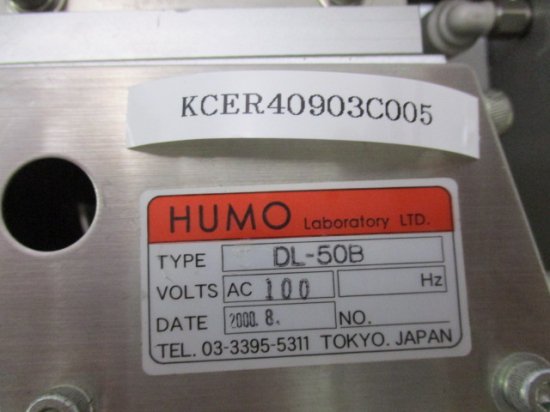 KCER40903C005
HUMO Laboratory LTD.
TYPE DL-50B
VOLTS AC 100 Hz
DATE 2000. 8. NO.
TEL. 03-3395-5311 TOKYO. JAPAN